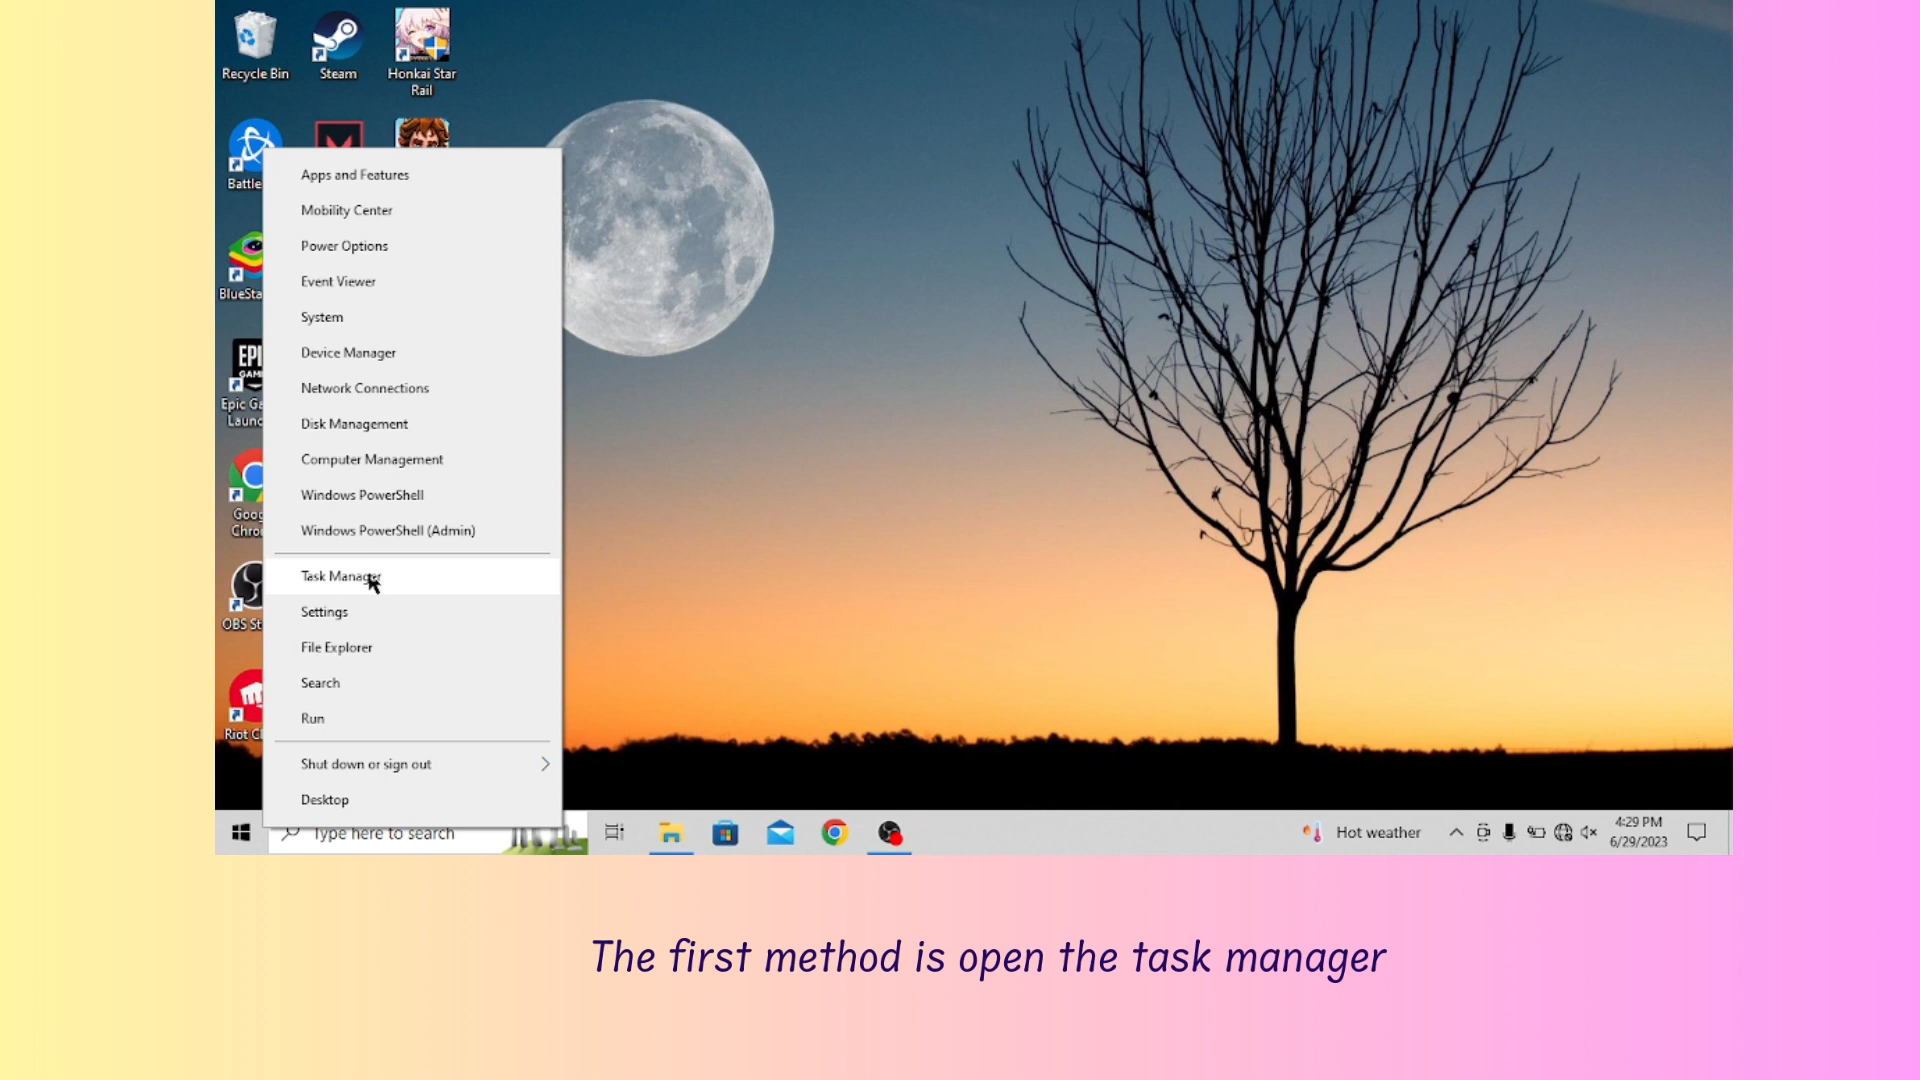 Recycle Bin
Steam
Honkai Star
Rail
Battle
BlueSta
EPI
GAM
Epic Ga
Launc
Goog
Chro
OBS St
Riot Cl
Apps and Features
Mobility Center
Power Options
Event Viewer
System
Device Manager
Network Connections
Disk Management
Computer Management
Windows PowerShell
Windows PowerShell (Admin)
Task Manager
Settings
File Explorer
Search
Run
Shut down or sign out
Desktop
Type here to search
Hot weather
4:29 PM
6/29/2023
The first method is open the task manager